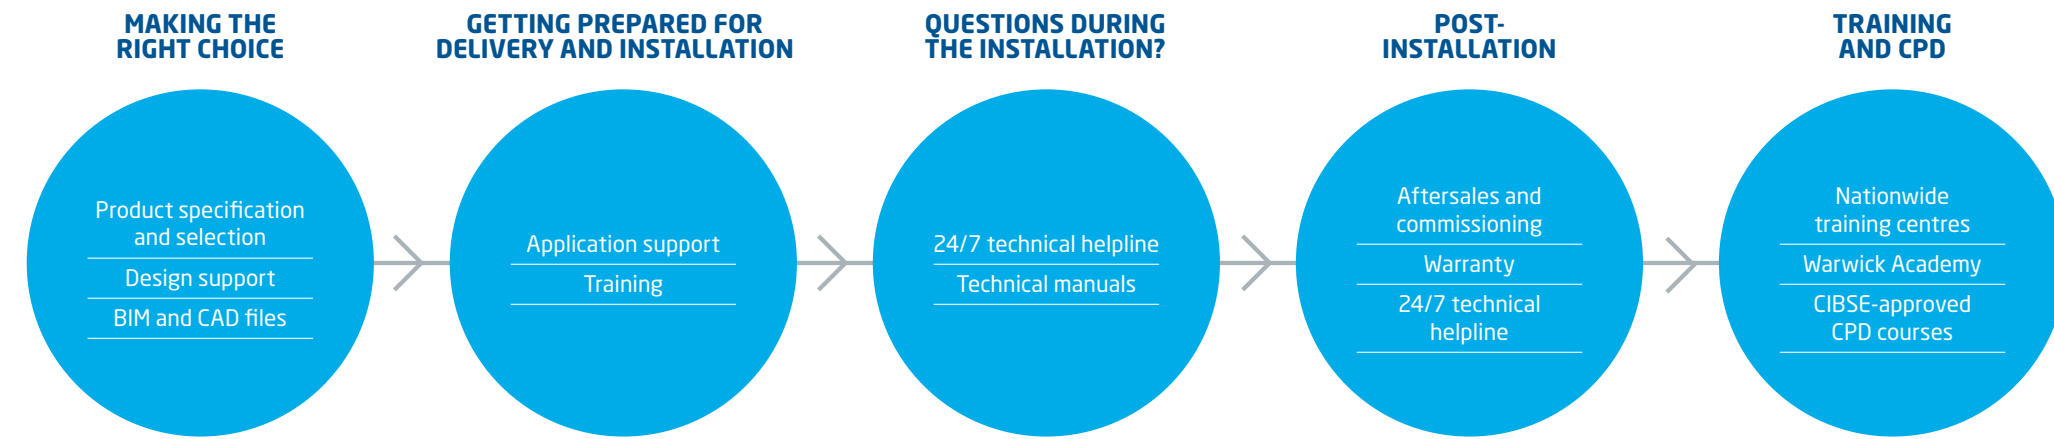 MAKING THE
RIGHT CHOICE
Product specification
and selection
Design support
BIM and CAD files
GETTING PREPARED FOR
DELIVERY AND INSTALLATION
Application support
Training
QUESTIONS DURING
THE INSTALLATION?
24/7 technical helpline
Technical manuals
POST-
INSTALLATION
Aftersales and
commissioning
Warranty
24/7 technical
helpline
TRAINING
AND CPD
Nationwide
training centres
Warwick Academy
CIBSE-approved
CPD courses